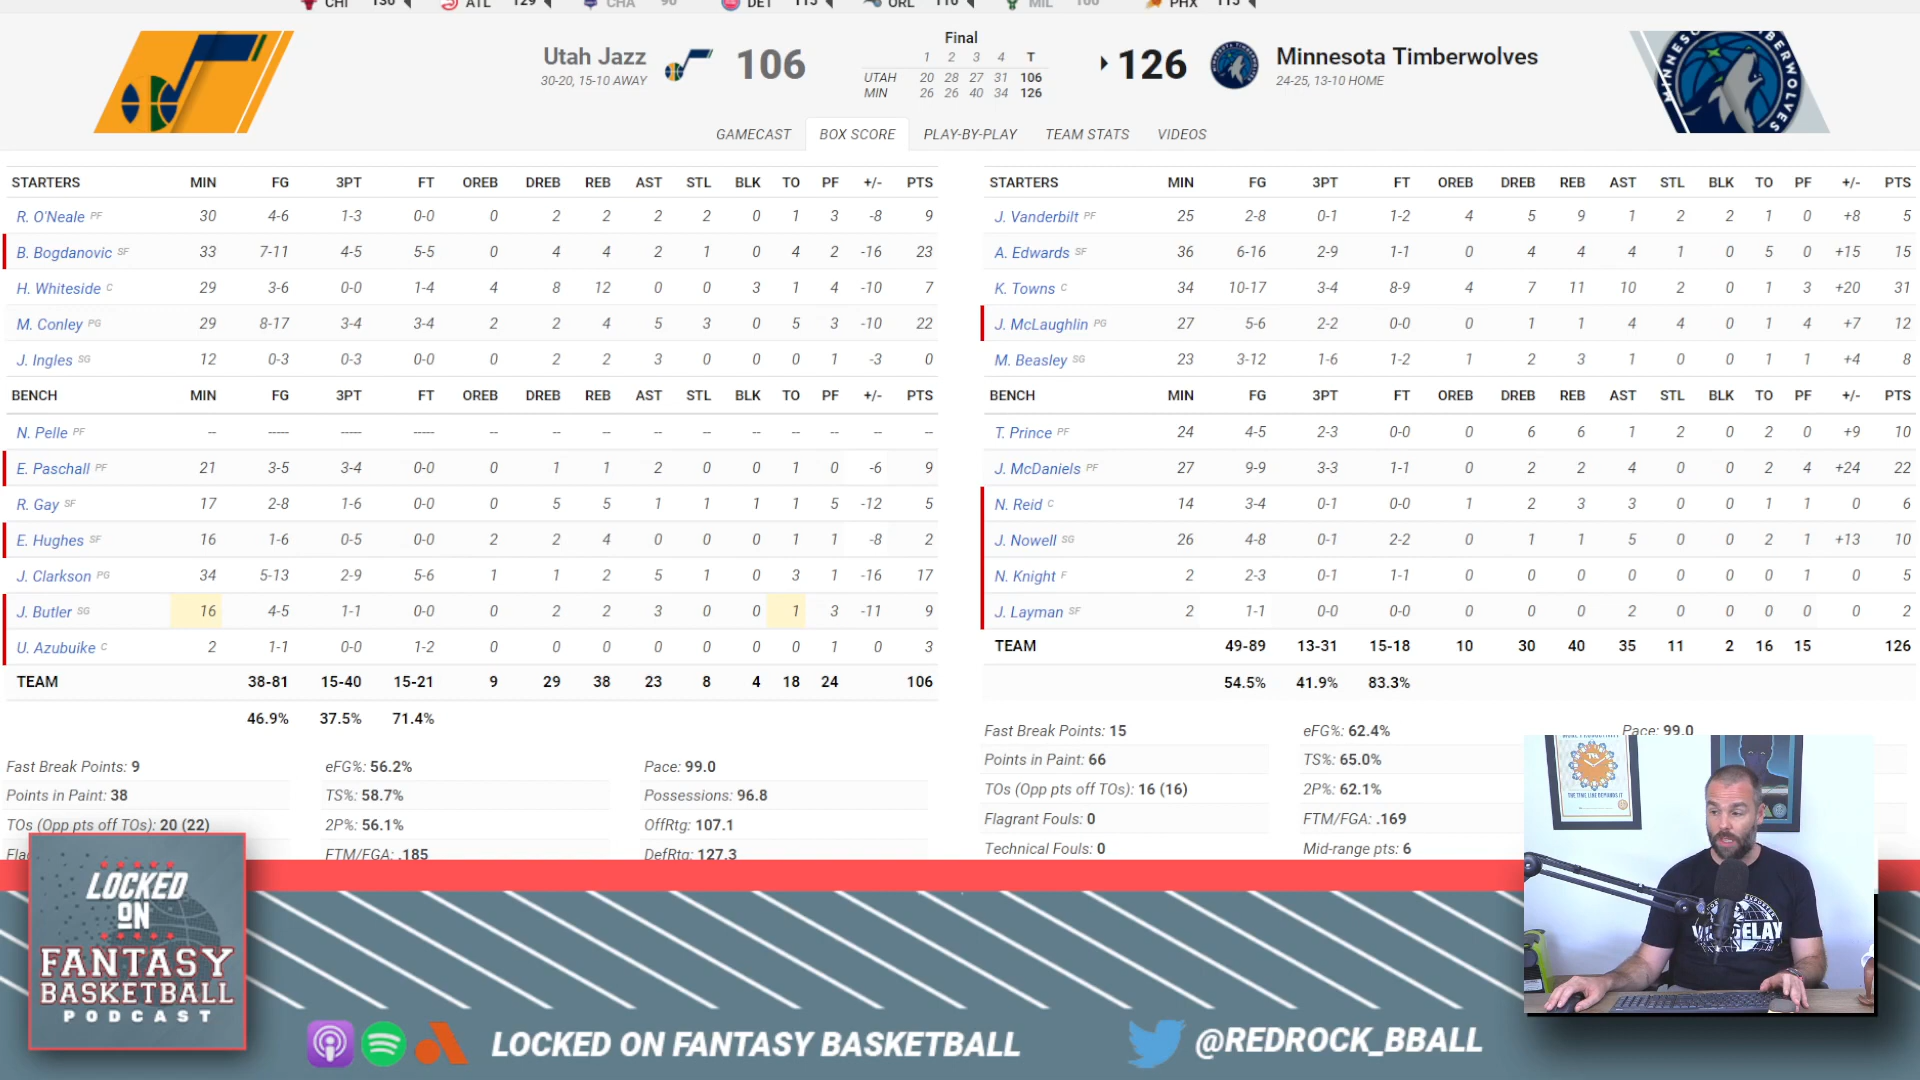 CHI 130 ATL 129 CHA 96 DET 115 ORL 110 MIL 100 PHX 115
Utah Jazz 106
30-20, 15-10 AWAY
Final
1 2 3 4 T
UTAH 20 28 27 31 106
MIN 26 26 40 34 126
126 Minnesota Timberwolves
24-25, 13-10 HOME
GAMECAST BOX SCORE PLAY-BY-PLAY TEAM STATS VIDEOS
STARTERS MIN FG 3PT FT OREB DREB REB AST STL BLK TO PF +/- PTS
R. O'Neale PF 30 4-6 1-3 0-0 0 2 2 2 2 0 1 3 -8 9
B. Bogdanovic SF 33 7-11 4-5 5-5 0 4 4 2 1 0 4 2 -16 23
H. Whiteside C 29 3-6 0-0 1-4 4 8 12 0 0 3 1 4 -10 7
M. Conley PG 29 8-17 3-4 3-4 2 2 4 5 3 0 5 3 -10 22
J. Ingles SG 12 0-3 0-3 0-0 0 2 2 3 0 0 0 1 -3 0
BENCH MIN FG 3PT FT OREB DREB REB AST STL BLK TO PF +/- PTS
N. Pelle PF -- ----- ----- ----- -- -- -- -- -- -- -- -- -- --
E. Paschall PF 21 3-5 3-4 0-0 0 1 1 2 0 0 1 0 -6 9
R. Gay SF 17 2-8 1-6 0-0 0 5 5 1 1 1 1 5 -12 5
E. Hughes SF 16 1-6 0-5 0-0 2 2 4 0 0 0 1 1 -8 2
J. Clarkson PG 34 5-13 2-9 5-6 1 1 2 5 1 0 3 1 -16 17
J. Butler SG 16 4-5 1-1 0-0 0 2 2 3 0 0 1 3 -11 9
U. Azubuike C 2 1-1 0-0 1-2 0 0 0 0 0 0 0 1 0 3
TEAM 38-81 15-40 15-21 9 29 38 23 8 4 18 24 106
46.9% 37.5% 71.4%
Fast Break Points: 9 eFG%: 56.2% Pace: 99.0
Points in Paint: 38 TS%: 58.7% Possessions: 96.8
TOs (Opp pts off TOs): 20 (22) 2P%: 56.1% OffRtg: 107.1
FTM/FGA: .185 DefRtg: 127.3
STARTERS MIN FG 3PT FT OREB DREB REB AST STL BLK TO PF +/- PTS
J. Vanderbilt PF 25 2-8 0-1 1-2 4 5 9 1 2 2 1 0 +8 5
A. Edwards SF 36 6-16 2-9 1-1 0 4 4 4 1 0 5 0 +15 15
K. Towns C 34 10-17 3-4 8-9 4 7 11 10 2 0 1 3 +20 31
J. McLaughlin PG 27 5-6 2-2 0-0 0 1 1 4 4 0 1 4 +7 12
M. Beasley SG 23 3-12 1-6 1-2 1 2 3 1 0 0 1 1 +4 8
BENCH MIN FG 3PT FT OREB DREB REB AST STL BLK TO PF +/- PTS
T. Prince PF 24 4-5 2-3 0-0 0 6 6 1 2 0 2 0 +9 10
J. McDaniels PF 27 9-9 3-3 1-1 0 2 2 4 0 0 2 4 +24 22
N. Reid C 14 3-4 0-1 0-0 1 2 3 3 0 0 1 1 0 6
J. Nowell SG 26 4-8 0-1 2-2 0 1 1 5 0 0 2 1 +13 10
N. Knight F 2 2-3 0-1 1-1 0 0 0 0 0 0 0 1 0 5
J. Layman SF 2 1-1 0-0 0-0 0 0 0 2 0 0 0 0 0 2
TEAM 49-89 13-31 15-18 10 30 40 35 11 2 16 15 126
54.5% 41.9% 83.3%
Fast Break Points: 15 eFG%: 62.4% Pace: 99.0
Points in Paint: 66 TS%: 65.0%
TOs (Opp pts off TOs): 16 (16) 2P%: 62.1%
Flagrant Fouls: 0 FTM/FGA: .169
Technical Fouls: 0 Mid-range pts: 6
LOCKED
ON
FANTASY
BASKETBALL
PODCAST
LOCKED ON FANTASY BASKETBALL
@REDROCK_BBALL